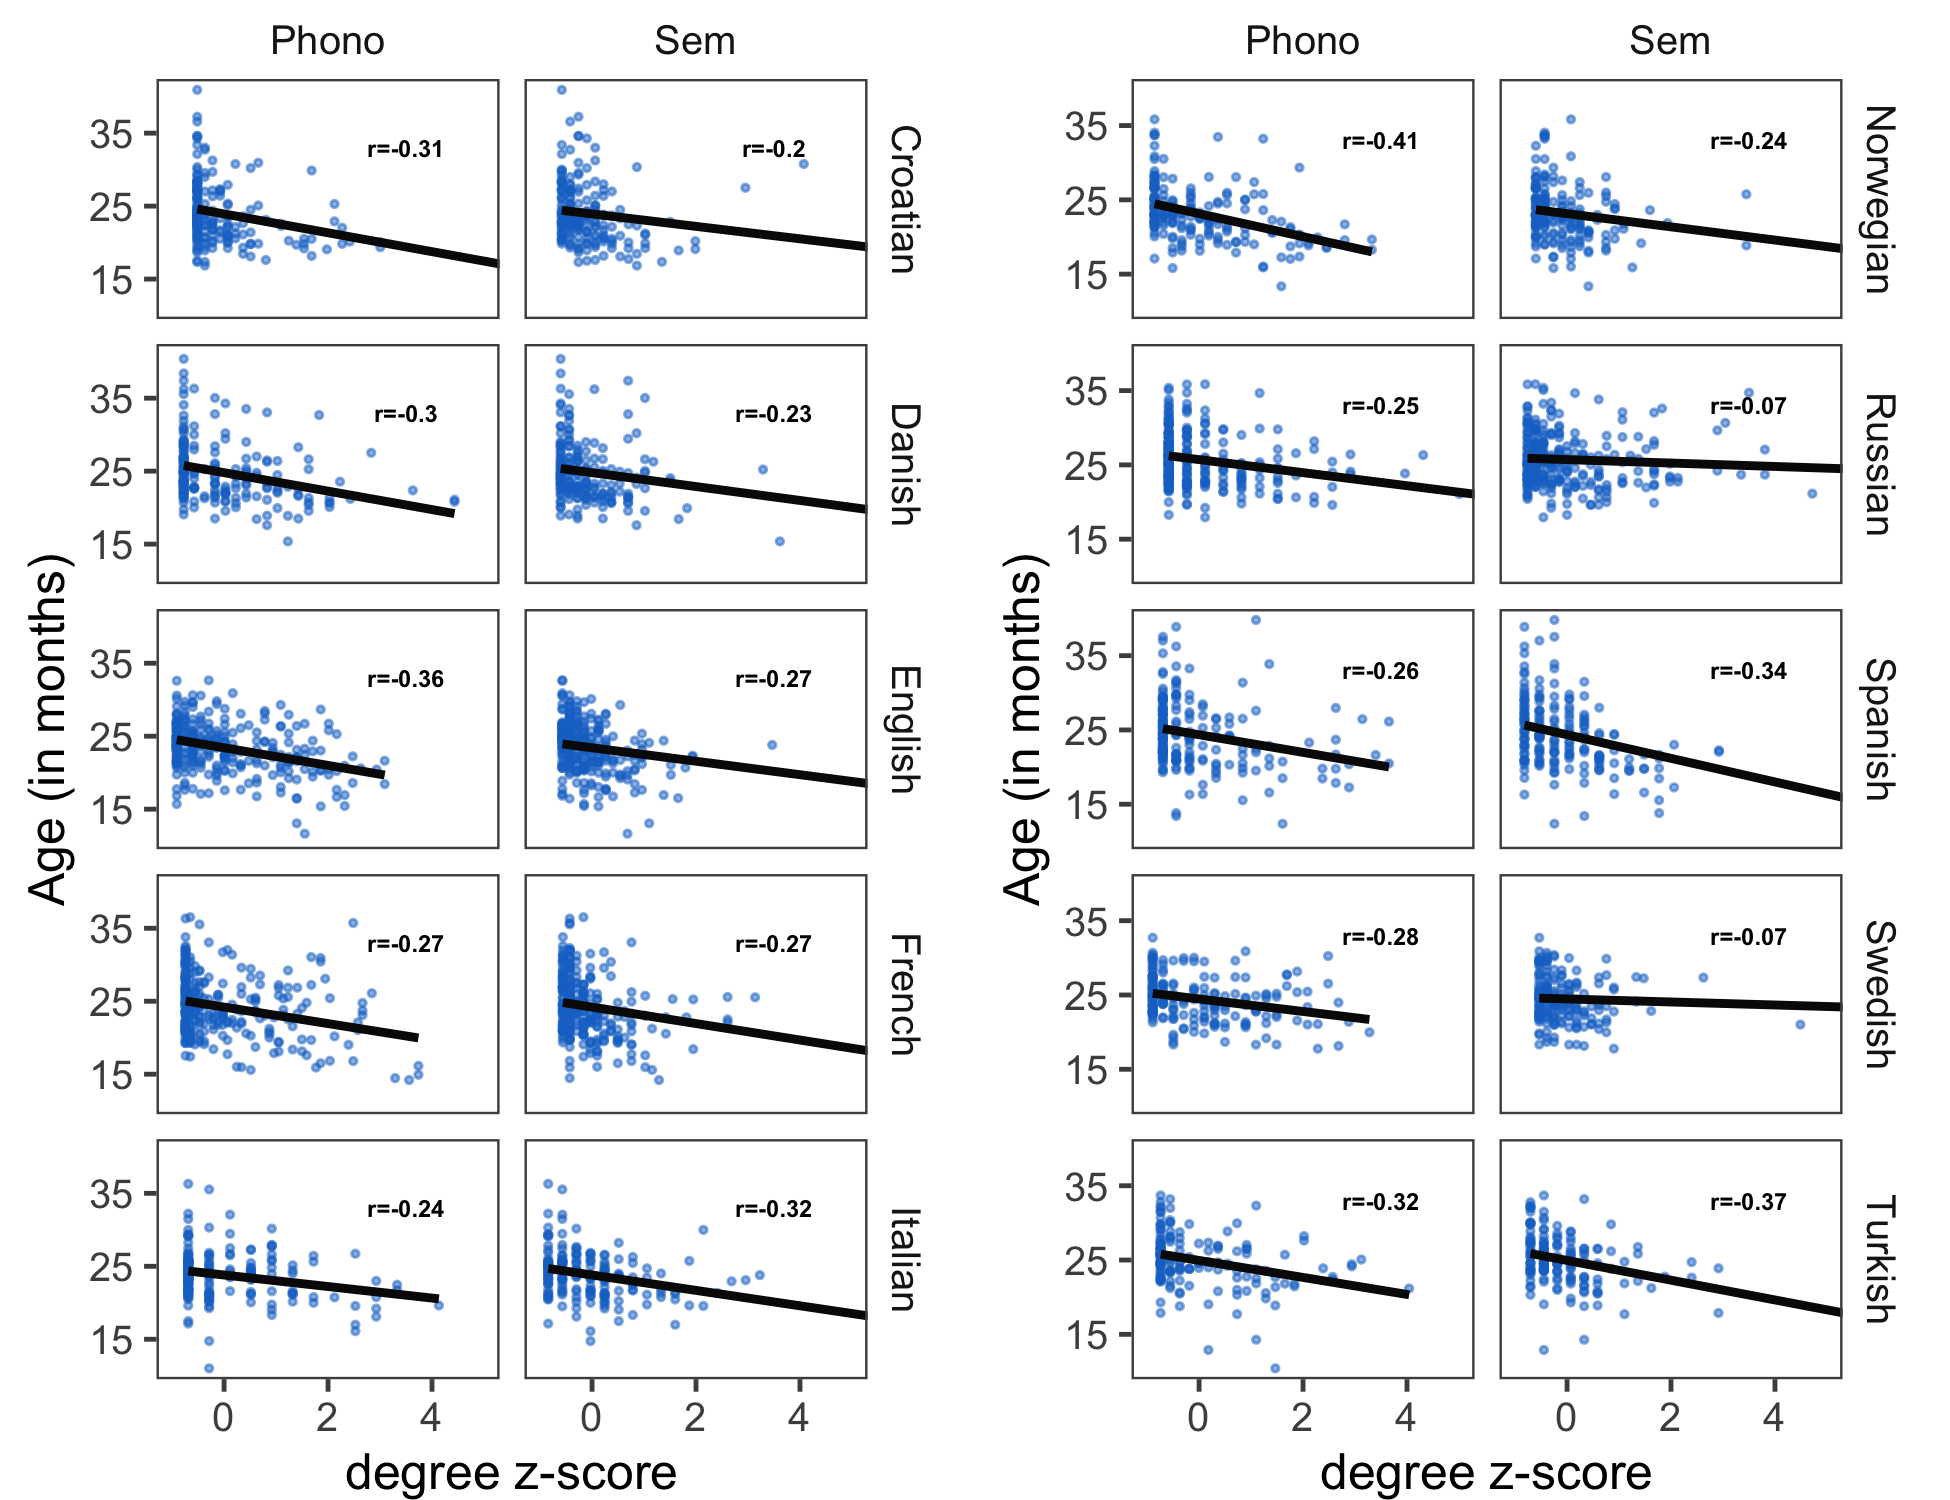 Phono Sem
35
25
15
r=-0.31
r=-0.2
Croatian
35
25
15
r=-0.3
r=-0.23
Danish
35
25
15
r=-0.36
r=-0.27
English
35
25
15
r=-0.27
r=-0.27
French
35
25
15
r=-0.24
r=-0.32
Italian
0 2 4 0 2 4
Age (in months)
degree z-score
Phono Sem
35
25
15
r=-0.41
r=-0.24
Norwegian
35
25
15
r=-0.25
r=-0.07
Russian
35
25
15
r=-0.26
r=-0.34
Spanish
35
25
15
r=-0.28
r=-0.07
Swedish
35
25
15
r=-0.32
r=-0.37
Turkish
0 2 4 0 2 4
Age (in months)
degree z-score